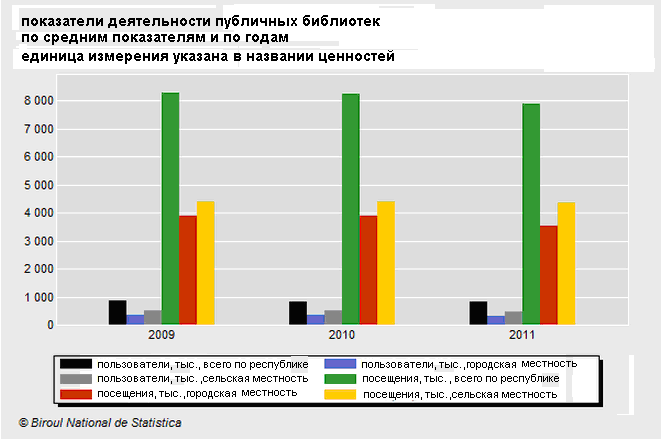 показатели деятельности публичных библиотек
по средним показателям и по годам
единица измерения указана в названии ценностей
8 000
7 000
6 000
5 000
4 000
3 000
2 000
1 000
0
2009 2010 2011
пользователи, тыс., всего по республике пользователи, тыс.,городская местность
пользователи, тыс.,сельская местность посещения, тыс., всего по республике
посещения, тыс.,городская местность посещения, тыс.,сельская местность
© Biroul National de Statistica